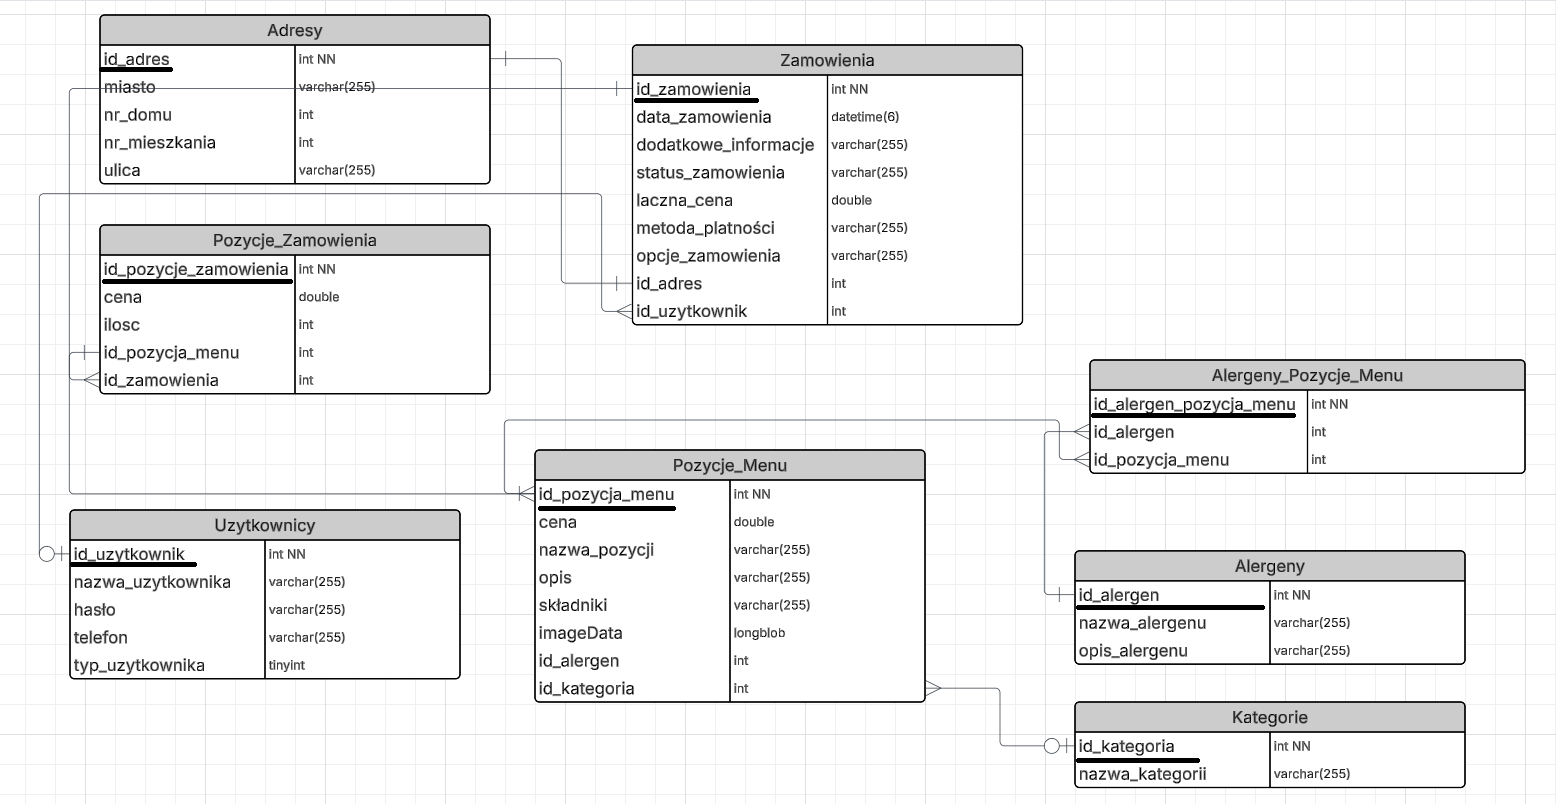 Adresy
id_adres int NN
miasto varchar(255)
nr_domu int
nr_mieszkania int
ulica varchar(255)
Zamowienia
id_zamowienia int NN
data_zamowienia datetime(6)
dodatkowe_informacje varchar(255)
status_zamowienia varchar(255)
laczna_cena double
metoda_platności varchar(255)
opcje_zamowienia varchar(255)
id_adres int
id_uzytkownik int
Pozycje_Zamowienia
id_pozycje_zamowienia int NN
cena double
ilosc int
id_pozycja_menu int
id_zamowienia int
Alergeny_Pozycje_Menu
id_alergen_pozycja_menu int NN
id_alergen int
id_pozycja_menu int
Pozycje_Menu
id_pozycja_menu int NN
cena double
nazwa_pozycji varchar(255)
opis varchar(255)
składniki varchar(255)
imageData longblob
id_alergen int
id_kategoria int
Uzytkownicy
id_uzytkownik int NN
nazwa_uzytkownika varchar(255)
hasło varchar(255)
telefon varchar(255)
typ_uzytkownika tinyint
Alergeny
id_alergen int NN
nazwa_alergenu varchar(255)
opis_alergenu varchar(255)
Kategorie
id_kategoria int NN
nazwa_kategorii varchar(255)